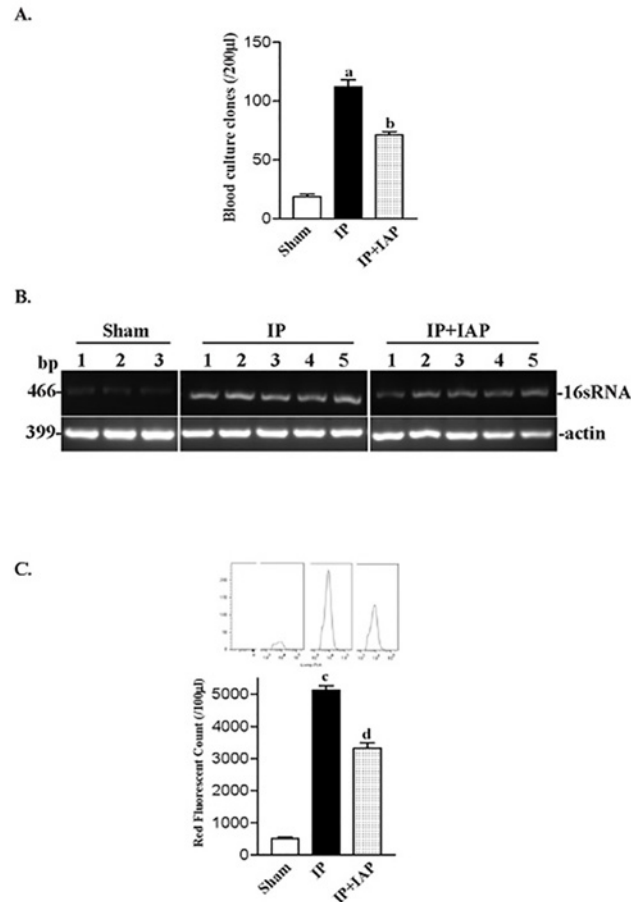 A.
Blood culture clones (/200µl)
150
100
50
0
a
b
Sham
IP
IP+IAP
B.
Sham IP IP+IAP
bp 1 2 3 1 2 3 4 5 1 2 3 4 5
466- -16sRNA
399- -actin
C.
Red Fluorescent Count (/100µl)
5000
4000
3000
2000
1000
0
c
d
Sham
IP
IP+IAP